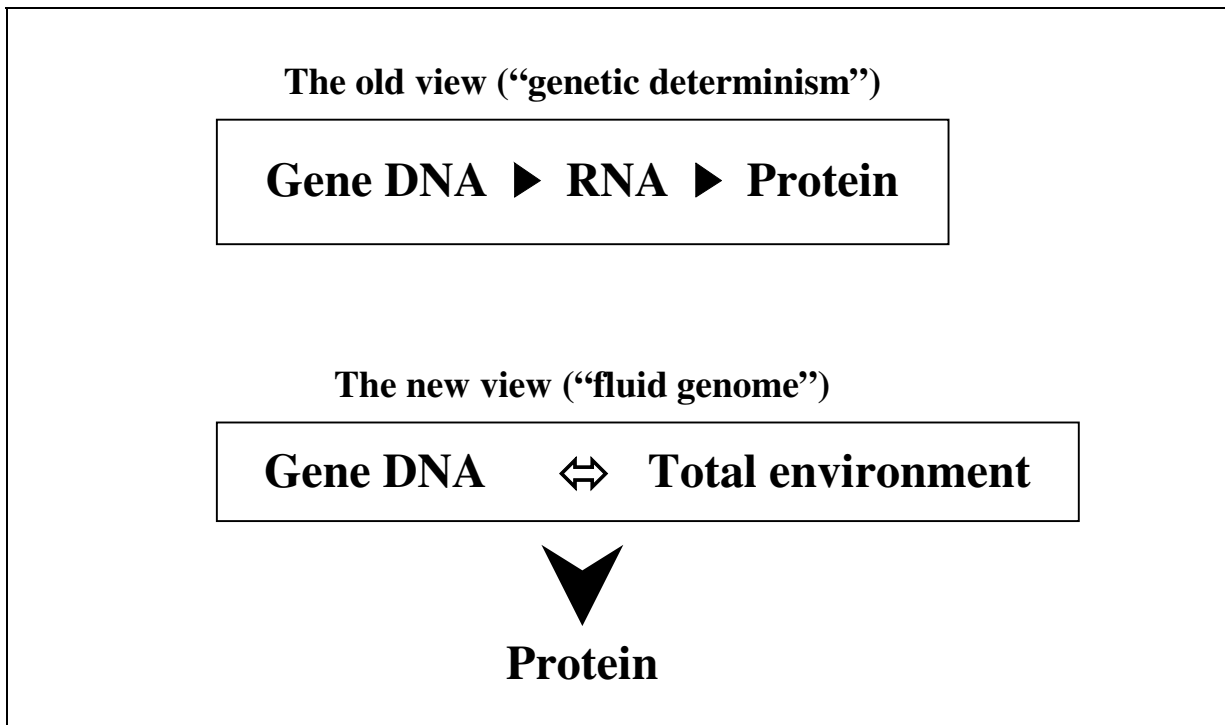 The old view (“genetic determinism”)
Gene DNA ▶ RNA ▶ Protein
The new view (“fluid genome”)
Gene DNA ⬄ Total environment
Protein